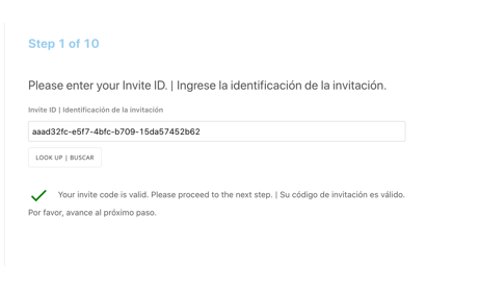 Step 1 of 10
Please enter your Invite ID. | Ingrese la identificación de la invitación.
Invite ID | Identificación de la invitación
aaad32fc-e5f7-4bfc-b709-15da57452b62
LOOK UP | BUSCAR
Your invite code is valid. Please proceed to the next step. | Su código de invitación es válido.
Por favor, avance al próximo paso.